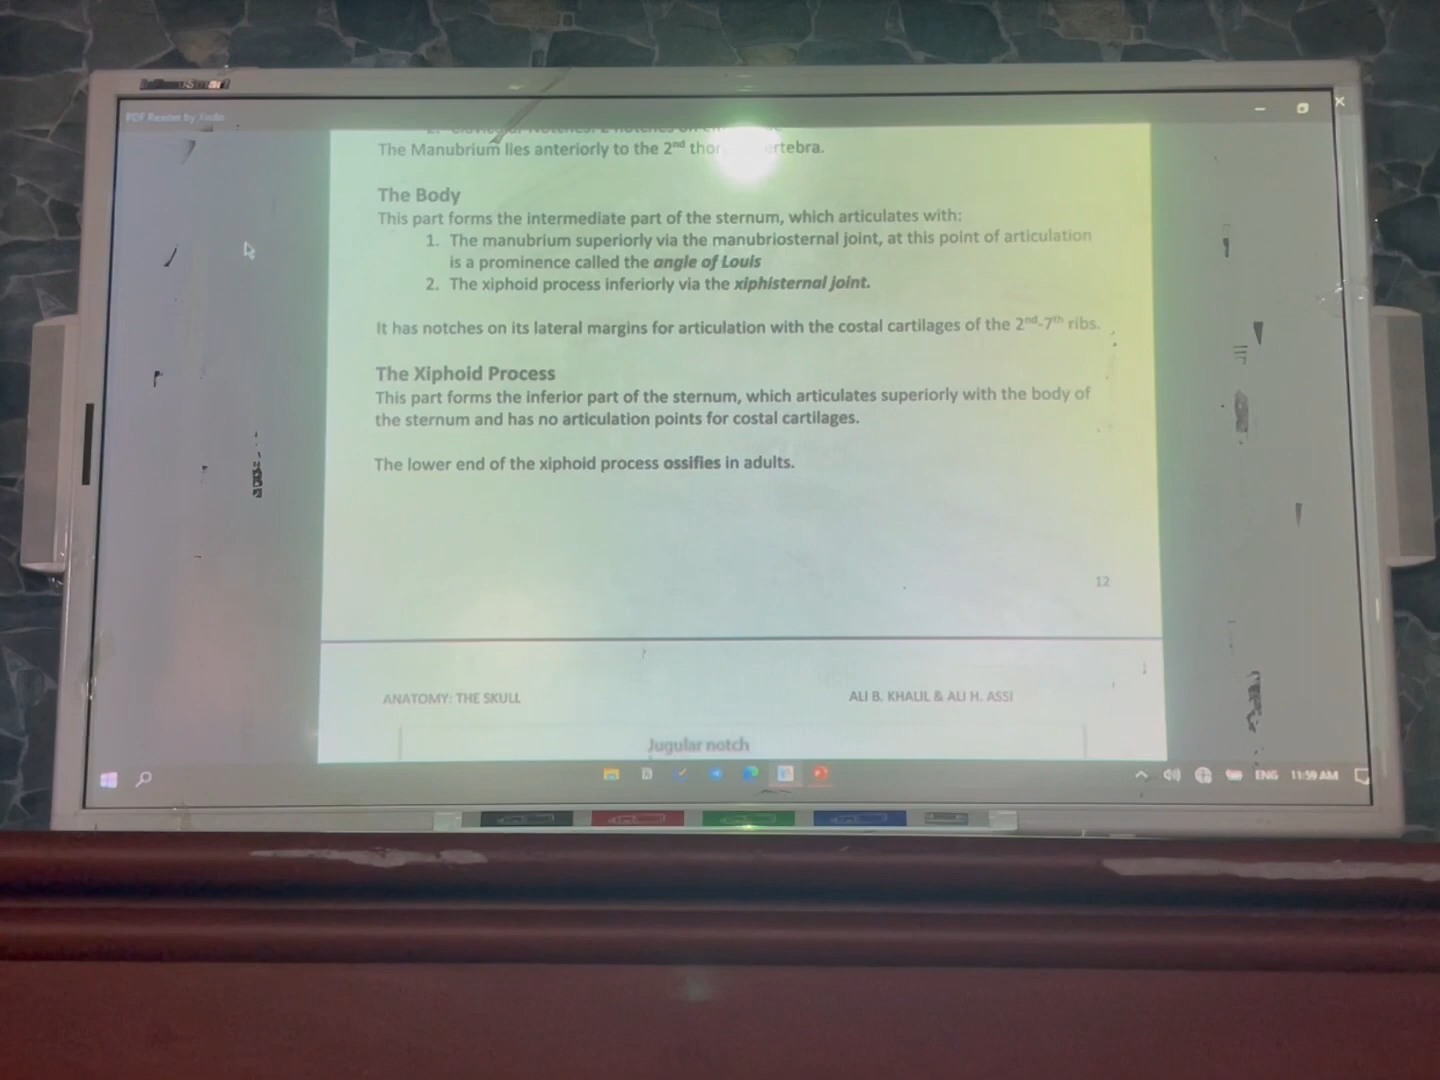 PDF Reader by Xodo
The Manubrium lies anteriorly to the 2nd
The Body
This part forms the intermediate part of the sternum, which articulates with:
1. The manubrium superiorly via the manubriosternal joint, at this point of articulation
is a prominence called the angle of Louis
2. The xiphoid process inferiorly via the xiphisternal joint.
It has notches on its lateral margins for articulation with the costal cartilages of the 2nd-7th ribs.
The Xiphoid Process
This part forms the inferior part of the sternum, which articulates superiorly with the body of
the sternum and has no articulation points for costal cartilages.
The lower end of the xiphoid process ossifies in adults.
12
ANATOMY: THE SKULL
ALI B. KHALIL & ALI H. ASSI
Jugular notch
ENG 11:59 AM